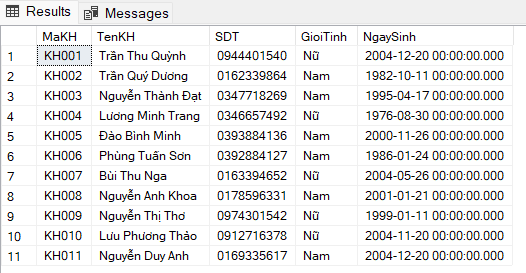 Results Messages
MaKH TenKH SDT GioiTinh NgaySinh
1 KH001 Trần Thu Quỳnh 0944401540 Nữ 2004-12-20 00:00:00.000
2 KH002 Trần Quý Dương 0162339864 Nam 1982-10-11 00:00:00.000
3 KH003 Nguyễn Thành Đạt 0347718269 Nam 1995-04-17 00:00:00.000
4 KH004 Lương Minh Trang 0346657492 Nữ 1976-08-30 00:00:00.000
5 KH005 Đào Bình Minh 0393884136 Nam 2000-11-26 00:00:00.000
6 KH006 Phùng Tuấn Sơn 0392884127 Nam 1986-01-24 00:00:00.000
7 KH007 Bùi Thu Nga 0163394652 Nữ 2004-05-26 00:00:00.000
8 KH008 Nguyễn Anh Khoa 0178596331 Nam 2001-01-21 00:00:00.000
9 KH009 Nguyễn Thị Thơ 0974301542 Nữ 1999-01-11 00:00:00.000
10 KH010 Lưu Phương Thảo 0912716378 Nữ 2004-11-20 00:00:00.000
11 KH011 Nguyễn Duy Anh 0169335617 Nam 2004-12-20 00:00:00.000